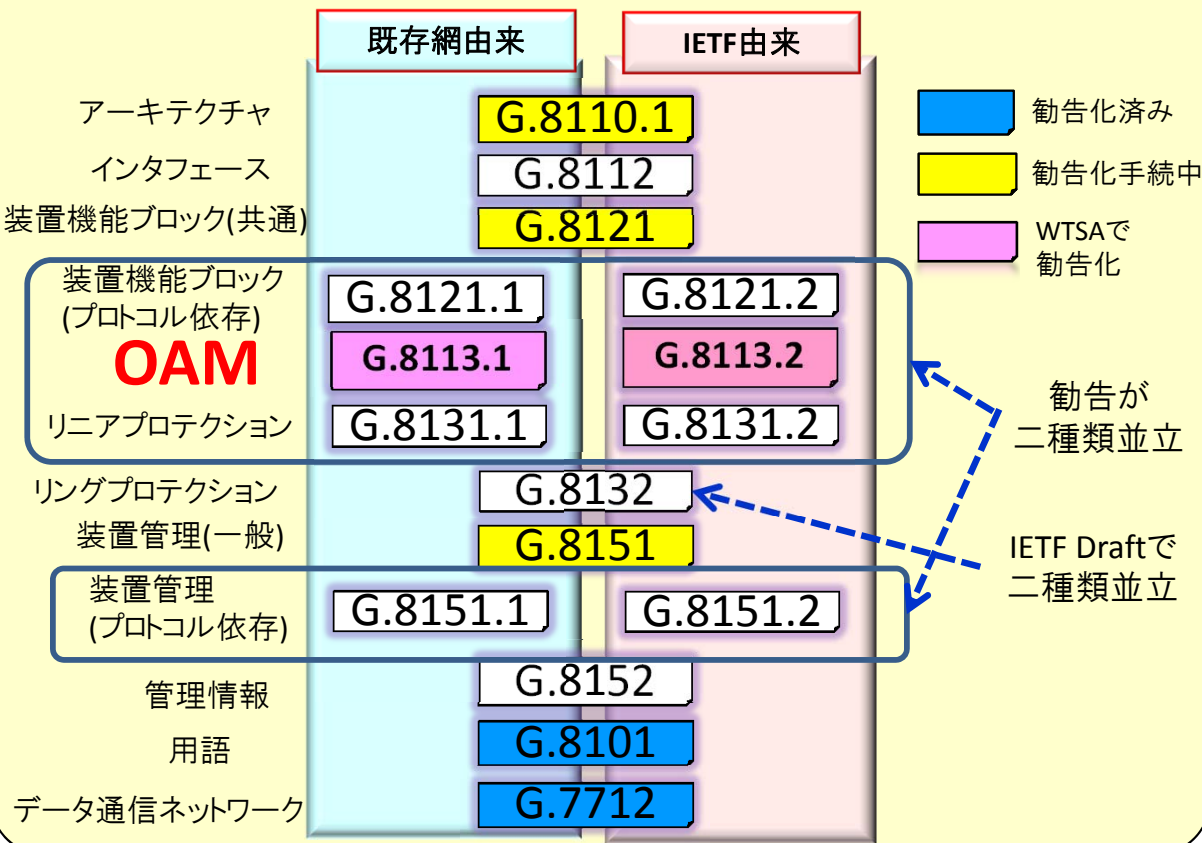 既存網由来
IETF由来
アーキテクチャ
G.8110.1
勧告化済み
インタフェース
G.8112
勧告化手続中
装置機能ブロック(共通)
G.8121
WTSAで
勧告化
装置機能ブロック
(プロトコル依存)
G.8121.1
G.8121.2
OAM
G.8113.1
G.8113.2
リニアプロテクション
G.8131.1
G.8131.2
勧告が
二種類並立
リングプロテクション
G.8132
装置管理(一般)
G.8151
IETF Draftで
二種類並立
装置管理
(プロトコル依存)
G.8151.1
G.8151.2
管理情報
G.8152
用語
G.8101
データ通信ネットワーク
G.7712